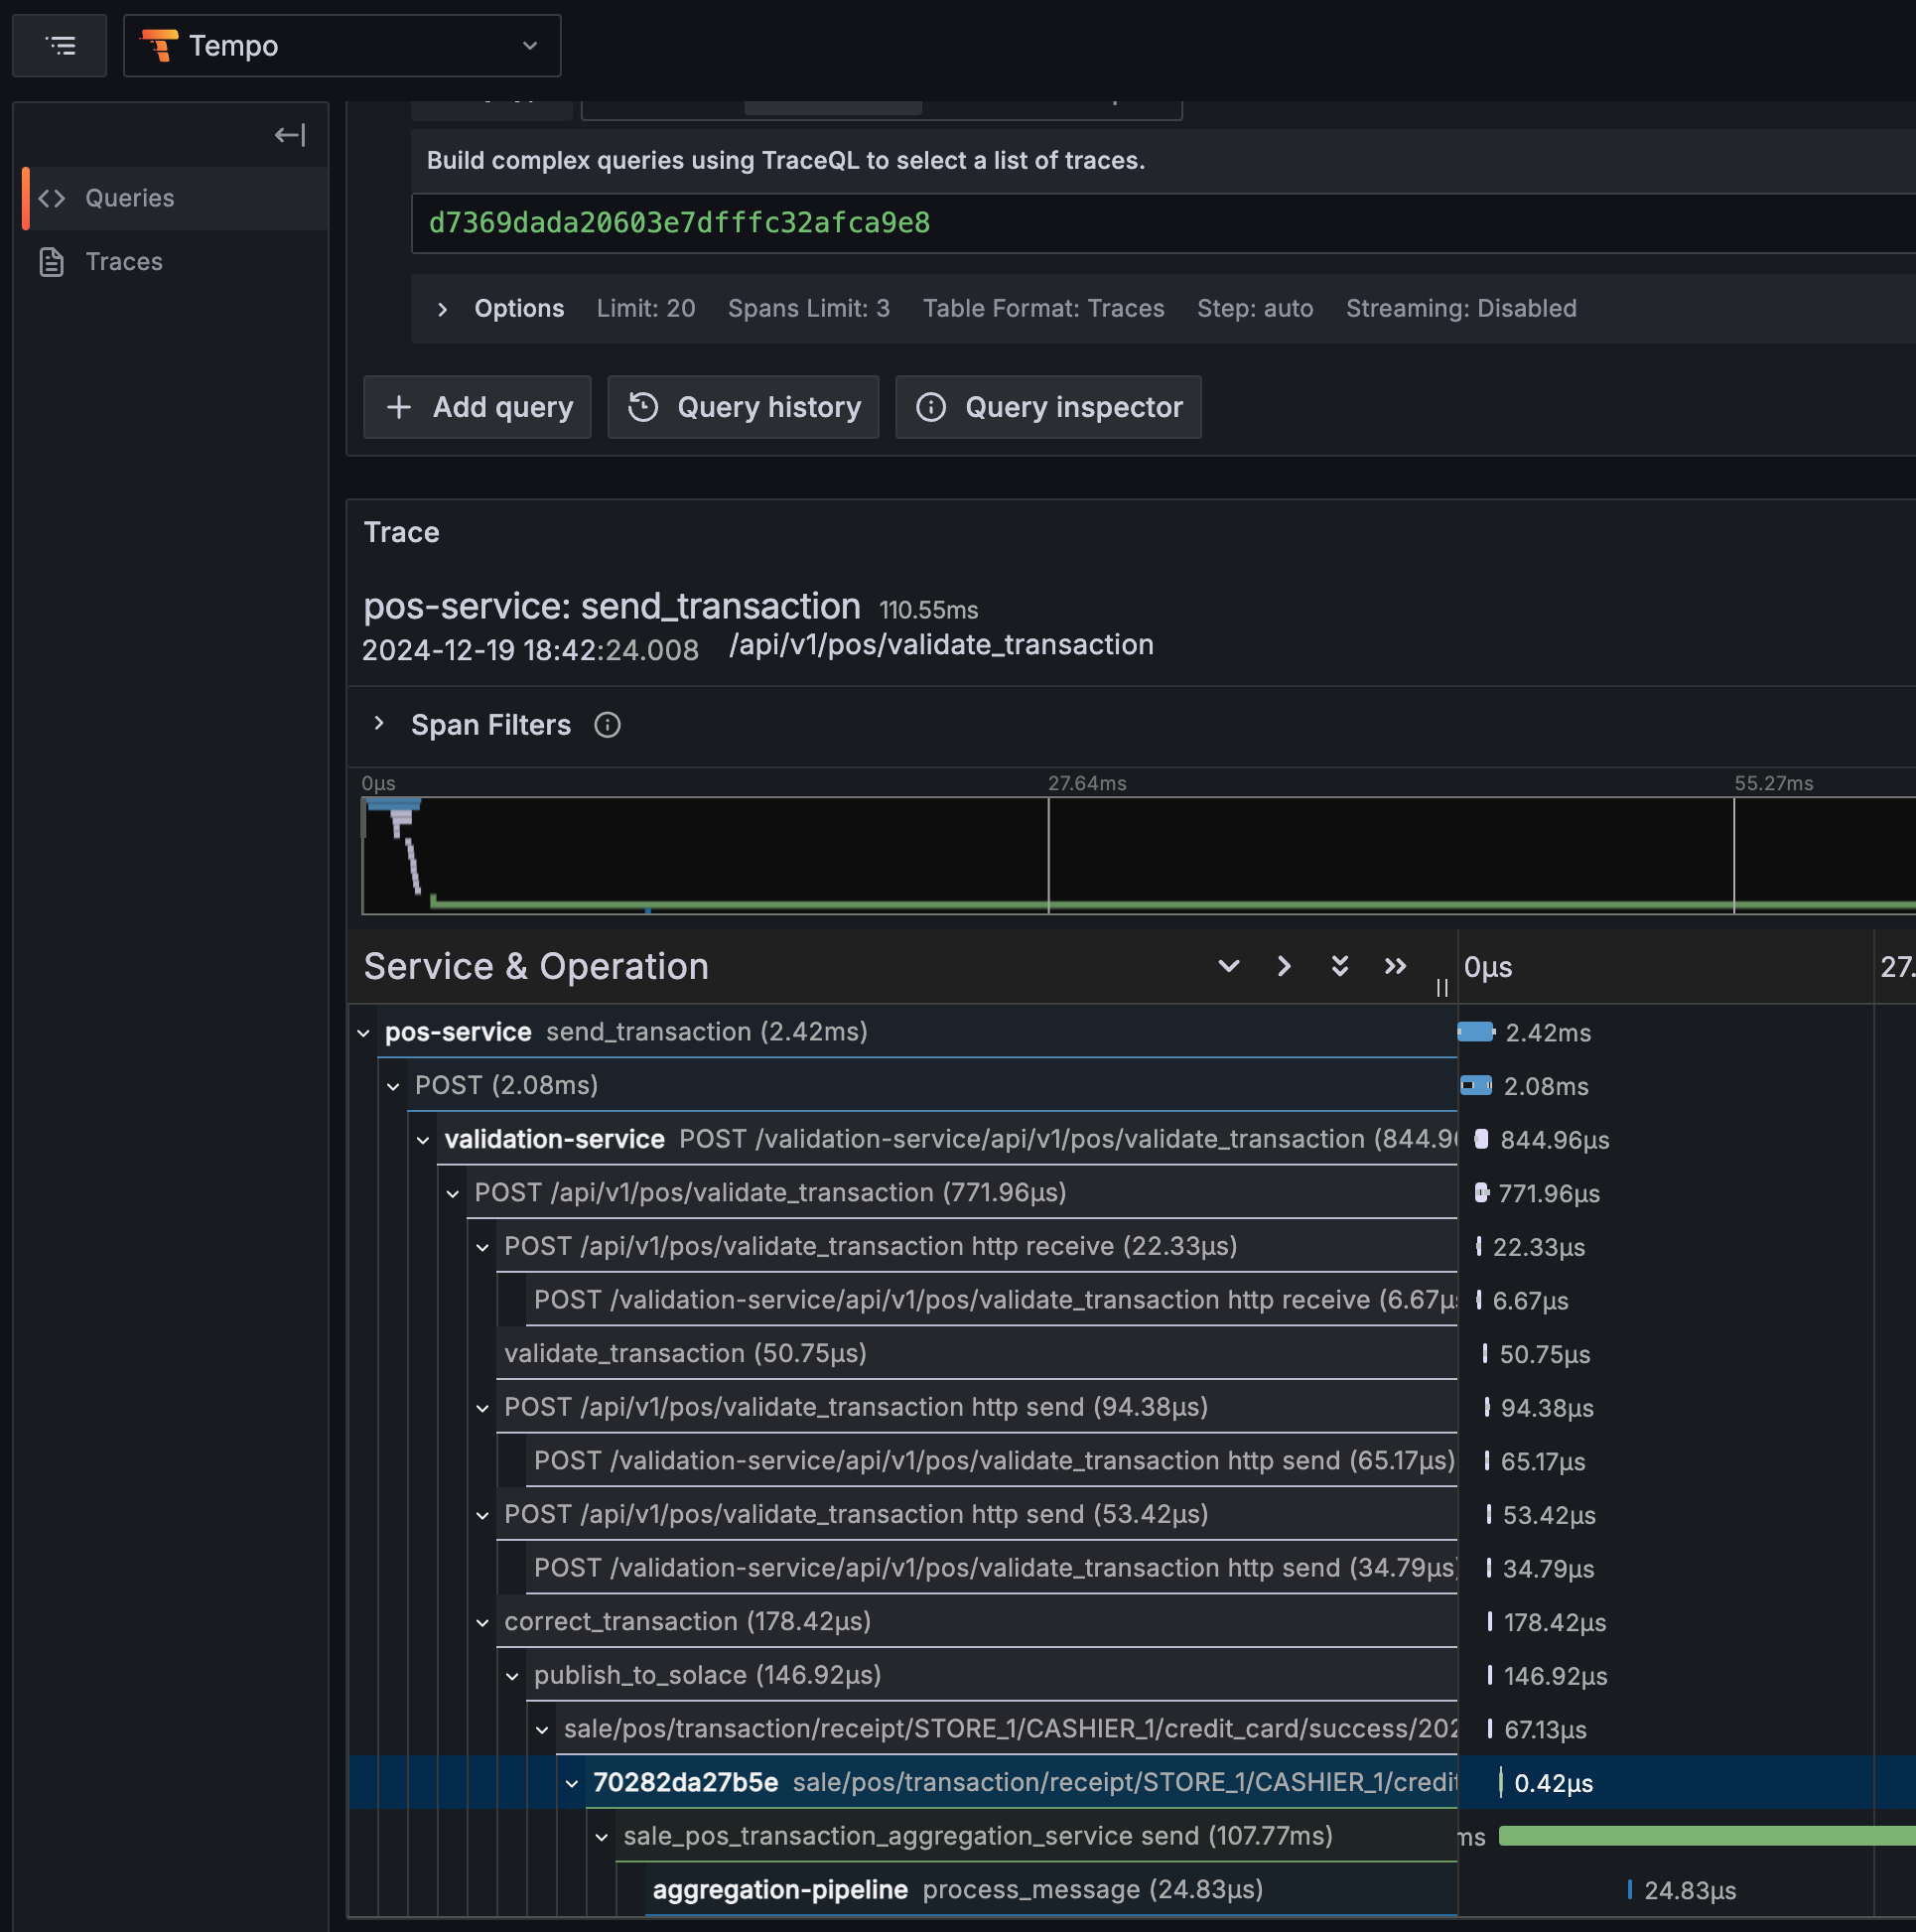 Tempo
Queries
Traces
Build complex queries using TraceQL to select a list of traces.
d7369dada20603e7dfffc32afca9e8
Options Limit: 20 Spans Limit: 3 Table Format: Traces Step: auto Streaming: Disabled
Add query Query history Query inspector
Trace
pos-service: send_transaction 110.55ms
2024-12-19 18:42:24.008 /api/v1/pos/validate_transaction
Span Filters
0μs 27.64ms 55.27ms
Service & Operation 0μs 27.
pos-service send_transaction (2.42ms) 2.42ms
POST (2.08ms) 2.08ms
validation-service POST /validation-service/api/v1/pos/validate_transaction (844.9 844.96μs
POST /api/v1/pos/validate_transaction (771.96μs) 771.96μs
POST /api/v1/pos/validate_transaction http receive (22.33μs) 22.33μs
POST /validation-service/api/v1/pos/validate_transaction http receive (6.67μs 6.67μs
validate_transaction (50.75μs) 50.75μs
POST /api/v1/pos/validate_transaction http send (94.38μs) 94.38μs
POST /validation-service/api/v1/pos/validate_transaction http send (65.17μs) 65.17μs
POST /api/v1/pos/validate_transaction http send (53.42μs) 53.42μs
POST /validation-service/api/v1/pos/validate_transaction http send (34.79μs) 34.79μs
correct_transaction (178.42μs) 178.42μs
publish_to_solace (146.92μs) 146.92μs
sale/pos/transaction/receipt/STORE_1/CASHIER_1/credit_card/success/202 67.13μs
70282da27b5e sale/pos/transaction/receipt/STORE_1/CASHIER_1/credit 0.42μs
sale_pos_transaction_aggregation_service send (107.77ms) ms
aggregation-pipeline process_message (24.83μs) 24.83μs